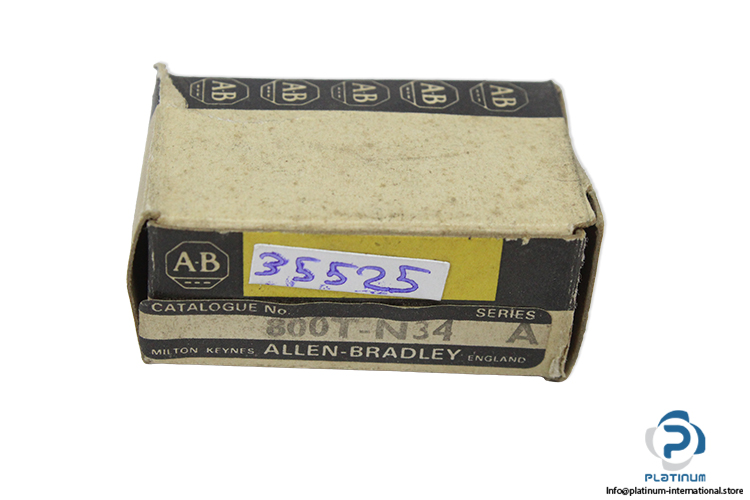 AB AB AB AB AB
A-B
35525
CATALOGUE No. SERIES
800T-N34 A
MILTON KEYNES, ALLEN-BRADLEY ENGLAND
PLATINUM
Info@platinum-international.store